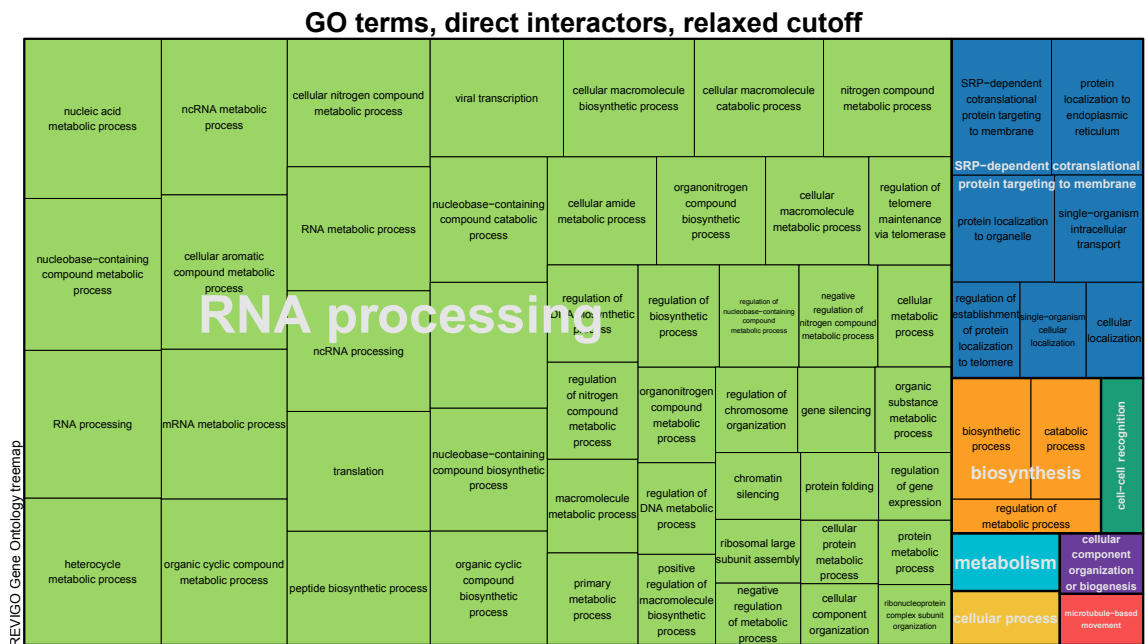 GO terms, direct interactors, relaxed cutoff
nucleic acid
metabolic process
ncRNA metabolic
process
cellular nitrogen compound
metabolic process
viral transcription
cellular macromolecule
biosynthetic process
cellular macromolecule
catabolic process
nitrogen compound
metabolic process
nucleobase−containing
compound metabolic
process
cellular aromatic
compound metabolic
process
RNA metabolic process
nucleobase−containing
compound catabolic
process
cellular amide
metabolic process
organonitrogen
compound
biosynthetic
process
cellular
macromolecule
metabolic process
regulation of
telomere
maintenance
via telomerase
RNA processing
ncRNA processing
regulation of
DNA biosynthetic
process
regulation of
biosynthetic
process
regulation of
nucleobase−containing
compound
metabolic process
negative
regulation of
nitrogen compound
metabolic process
cellular
metabolic
process
RNA processing
mRNA metabolic process
translation
nucleobase−containing
compound biosynthetic
process
regulation
of nitrogen
compound
metabolic
process
organonitrogen
compound
metabolic
process
regulation of
chromosome
organization
gene silencing
organic
substance
metabolic
process
macromolecule
metabolic process
regulation of
DNA metabolic
process
chromatin
silencing
protein folding
regulation
of gene
expression
heterocycle
metabolic process
organic cyclic compound
metabolic process
peptide biosynthetic process
organic cyclic
compound
biosynthetic
process
primary
metabolic
process
positive
regulation of
macromolecule
biosynthetic
process
ribosomal large
subunit assembly
cellular
protein
metabolic
process
protein
metabolic
process
negative
regulation
of metabolic
process
cellular
component
organization
ribonucleoprotein
complex subunit
organization
SRP−dependent
cotranslational
protein targeting
to membrane
protein
localization to
endoplasmic
reticulum
SRP−dependent cotranslational
protein targeting to membrane
protein localization
to organelle
single−organism
intracellular
transport
regulation of
establishment
of protein
localization
to telomere
single−organism
cellular
localization
cellular
localization
biosynthetic
process
catabolic
process
biosynthesis
regulation of
metabolic process
cell−cell recognition
metabolism
cellular
component
organization
or biogenesis
cellular process
microtubule−based
movement
REVIGO Gene Ontology treemap